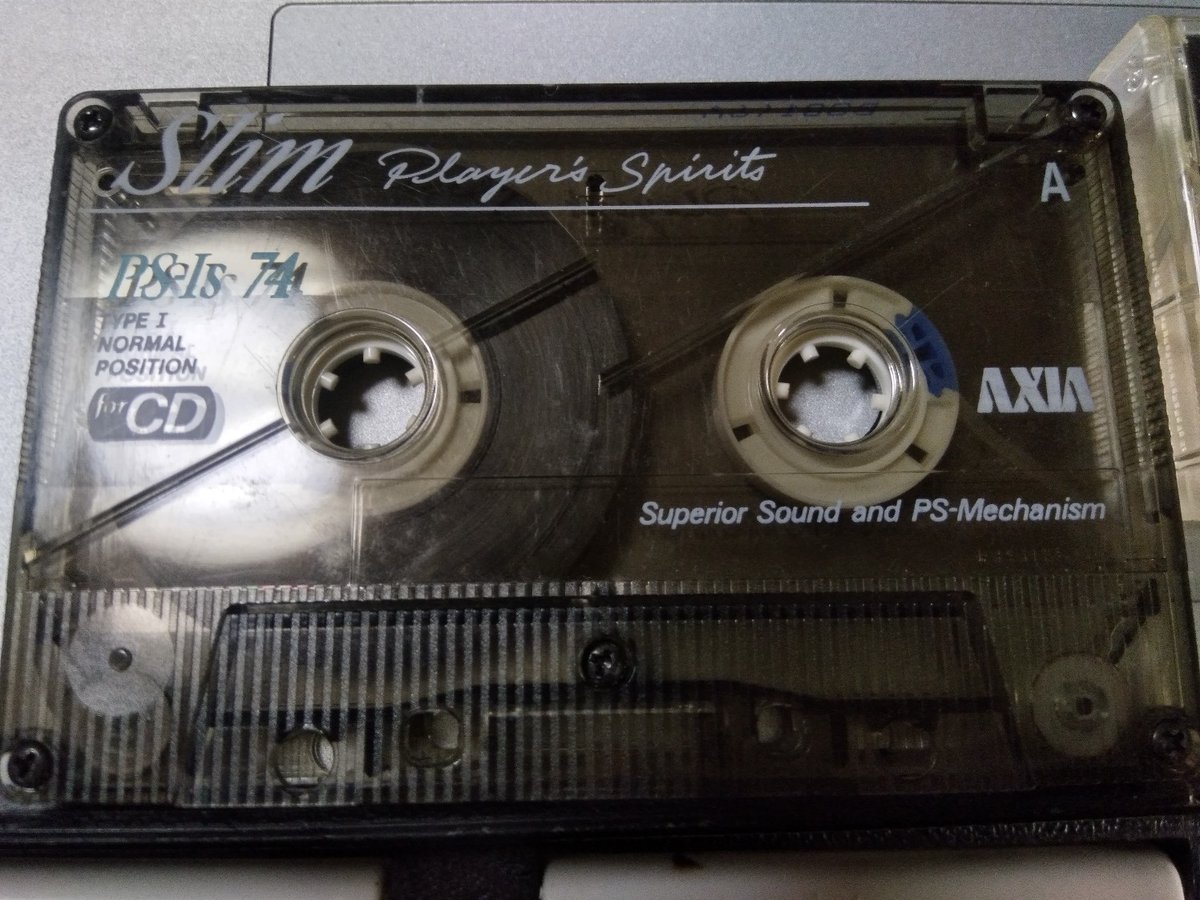 Slim Player's Spirits
A
PS-Is 74
TYPE I
NORMAL
POSITION
for CD
AXIA
Superior Sound and PS-Mechanism